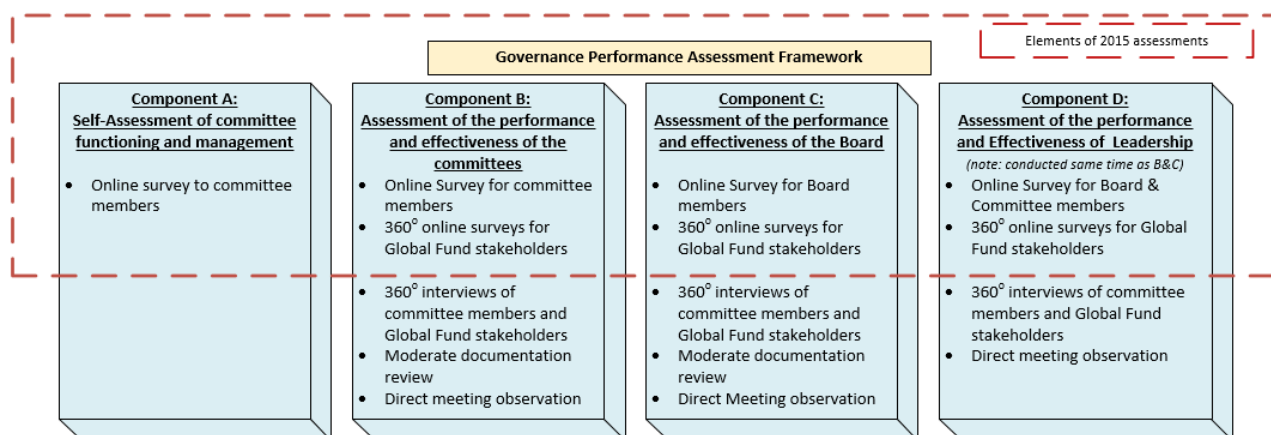 Elements of 2015 assessments
Governance Performance Assessment Framework
Component A:
Self-Assessment of committee
functioning and management
• Online survey to committee
members
Component B:
Assessment of the performance
and effectiveness of the
committees
• Online Survey for committee
members
• 360° online surveys for
Global Fund stakeholders
• 360° interviews of
committee members and
Global Fund stakeholders
• Moderate documentation
review
• Direct meeting observation
Component C:
Assessment of the performance
and effectiveness of the Board
• Online Survey for Board
members
• 360° online surveys for
Global Fund stakeholders
• 360° interviews of
committee members and
Global Fund stakeholders
• Moderate documentation
review
• Direct Meeting observation
Component D:
Assessment of the performance
and Effectiveness of Leadership
(note: conducted same time as B&C)
• Online Survey for Board &
Committee members
• 360° online surveys for Global
Fund stakeholders
• 360° interviews of committee
members and Global Fund
stakeholders
• Direct meeting observation